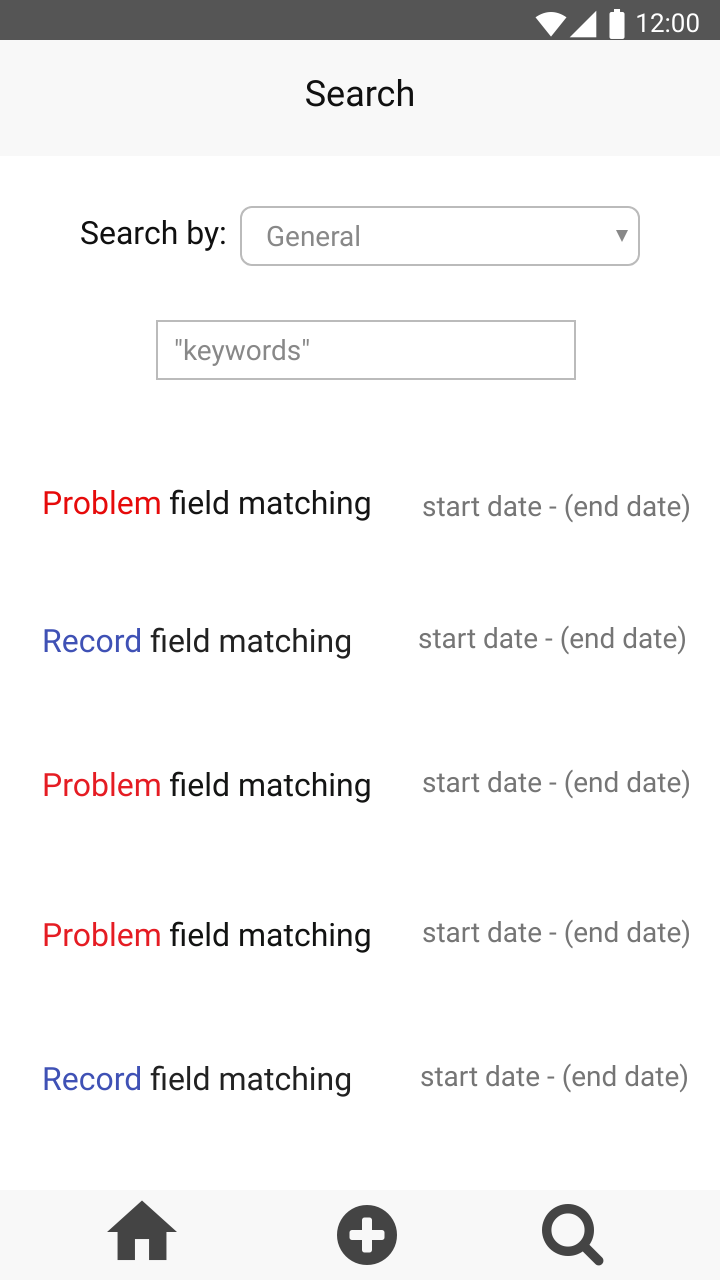 12:00
Search
Search by: General
"keywords"
Problem field matching start date - (end date)
Record field matching start date - (end date)
Problem field matching start date - (end date)
Problem field matching start date - (end date)
Record field matching start date - (end date)